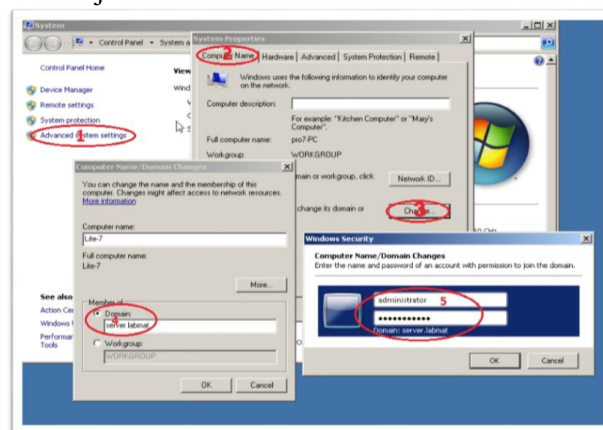 System
Control Panel
System a
Control Panel Home
View
Wind
Device Manager
Remote settings
System protection
Advanced system settings
1
See also
Action Ce
Windows
Performan
Tools
System Properties
2
Computer Name
Hardware
Advanced
System Protection
Remote
Windows uses the following information to identify your computer
on the network.
Computer description:
For example: "Kitchen Computer" or "Mary's
Computer".
Full computer name:
pro7-PC
Workgroup:
WORKGROUP
main or workgroup, click
Network ID...
change its domain or
Change...
3
Computer Name/Domain Changes
You can change the name and the membership of this
computer. Changes might affect access to network resources.
More information
Computer name:
Lite-7
Full computer name:
Lite-7
More...
Member of
Domain:
4
server.labmat
Workgroup:
WORKGROUP
OK
Cancel
Windows Security
Computer Name/Domain Changes
Enter the name and password of an account with permission to join the domain.
administrator
5
Domain: server.labmat
OK
Cancel